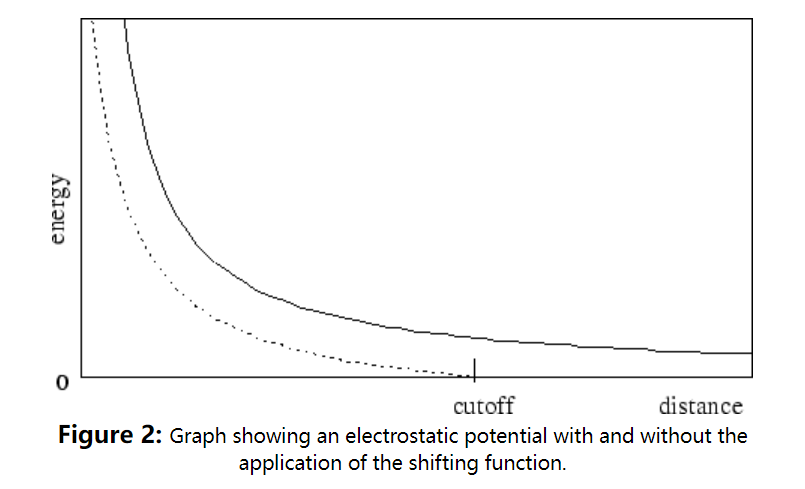 energy
0
cutoff distance
Figure 2: Graph showing an electrostatic potential with and without the
application of the shifting function.